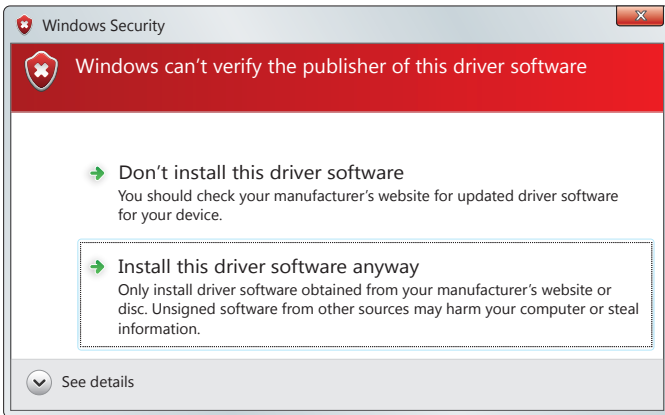 Windows Security
Windows can't verify the publisher of this driver software
Don't install this driver software
You should check your manufacturer's website for updated driver software
for your device.
Install this driver software anyway
Only install driver software obtained from your manufacturer's website or
disc. Unsigned software from other sources may harm your computer or steal
information.
See details